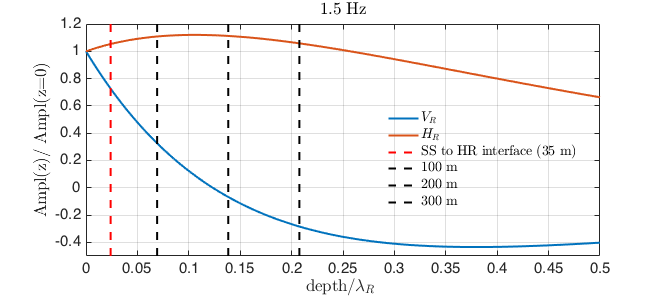 1.5 Hz
Ampl(z)/ Ampl(z=0)
1.2
1
0.8
0.6
0.4
0.2
0
-0.2
-0.4
V_R
H_R
SS to HR interface (35 m)
100 m
200 m
300 m
0 0.05 0.1 0.15 0.2 0.25 0.3 0.35 0.4 0.45 0.5
depth/λ_R